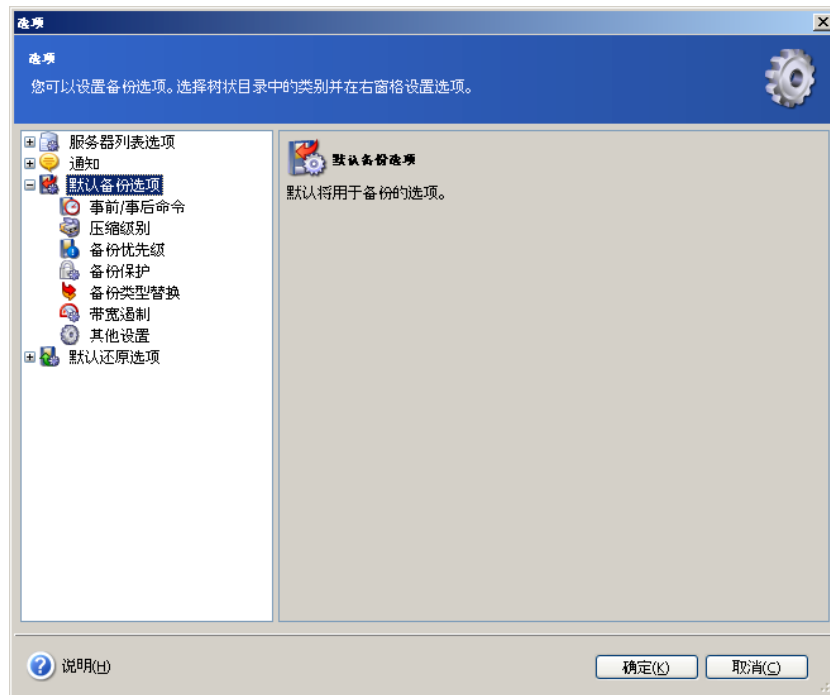 选项
选项
您可以设置备份选项。选择树状目录中的类别并在右窗格设置选项。
服务器列表选项
通知
默认备份选项
事前/事后命令
压缩级别
备份优先级
备份保护
备份类型替换
带宽遏制
其他设置
默认还原选项
默认备份选项
默认将用于备份的选项。
说明(H)
确定(K)
取消(C)